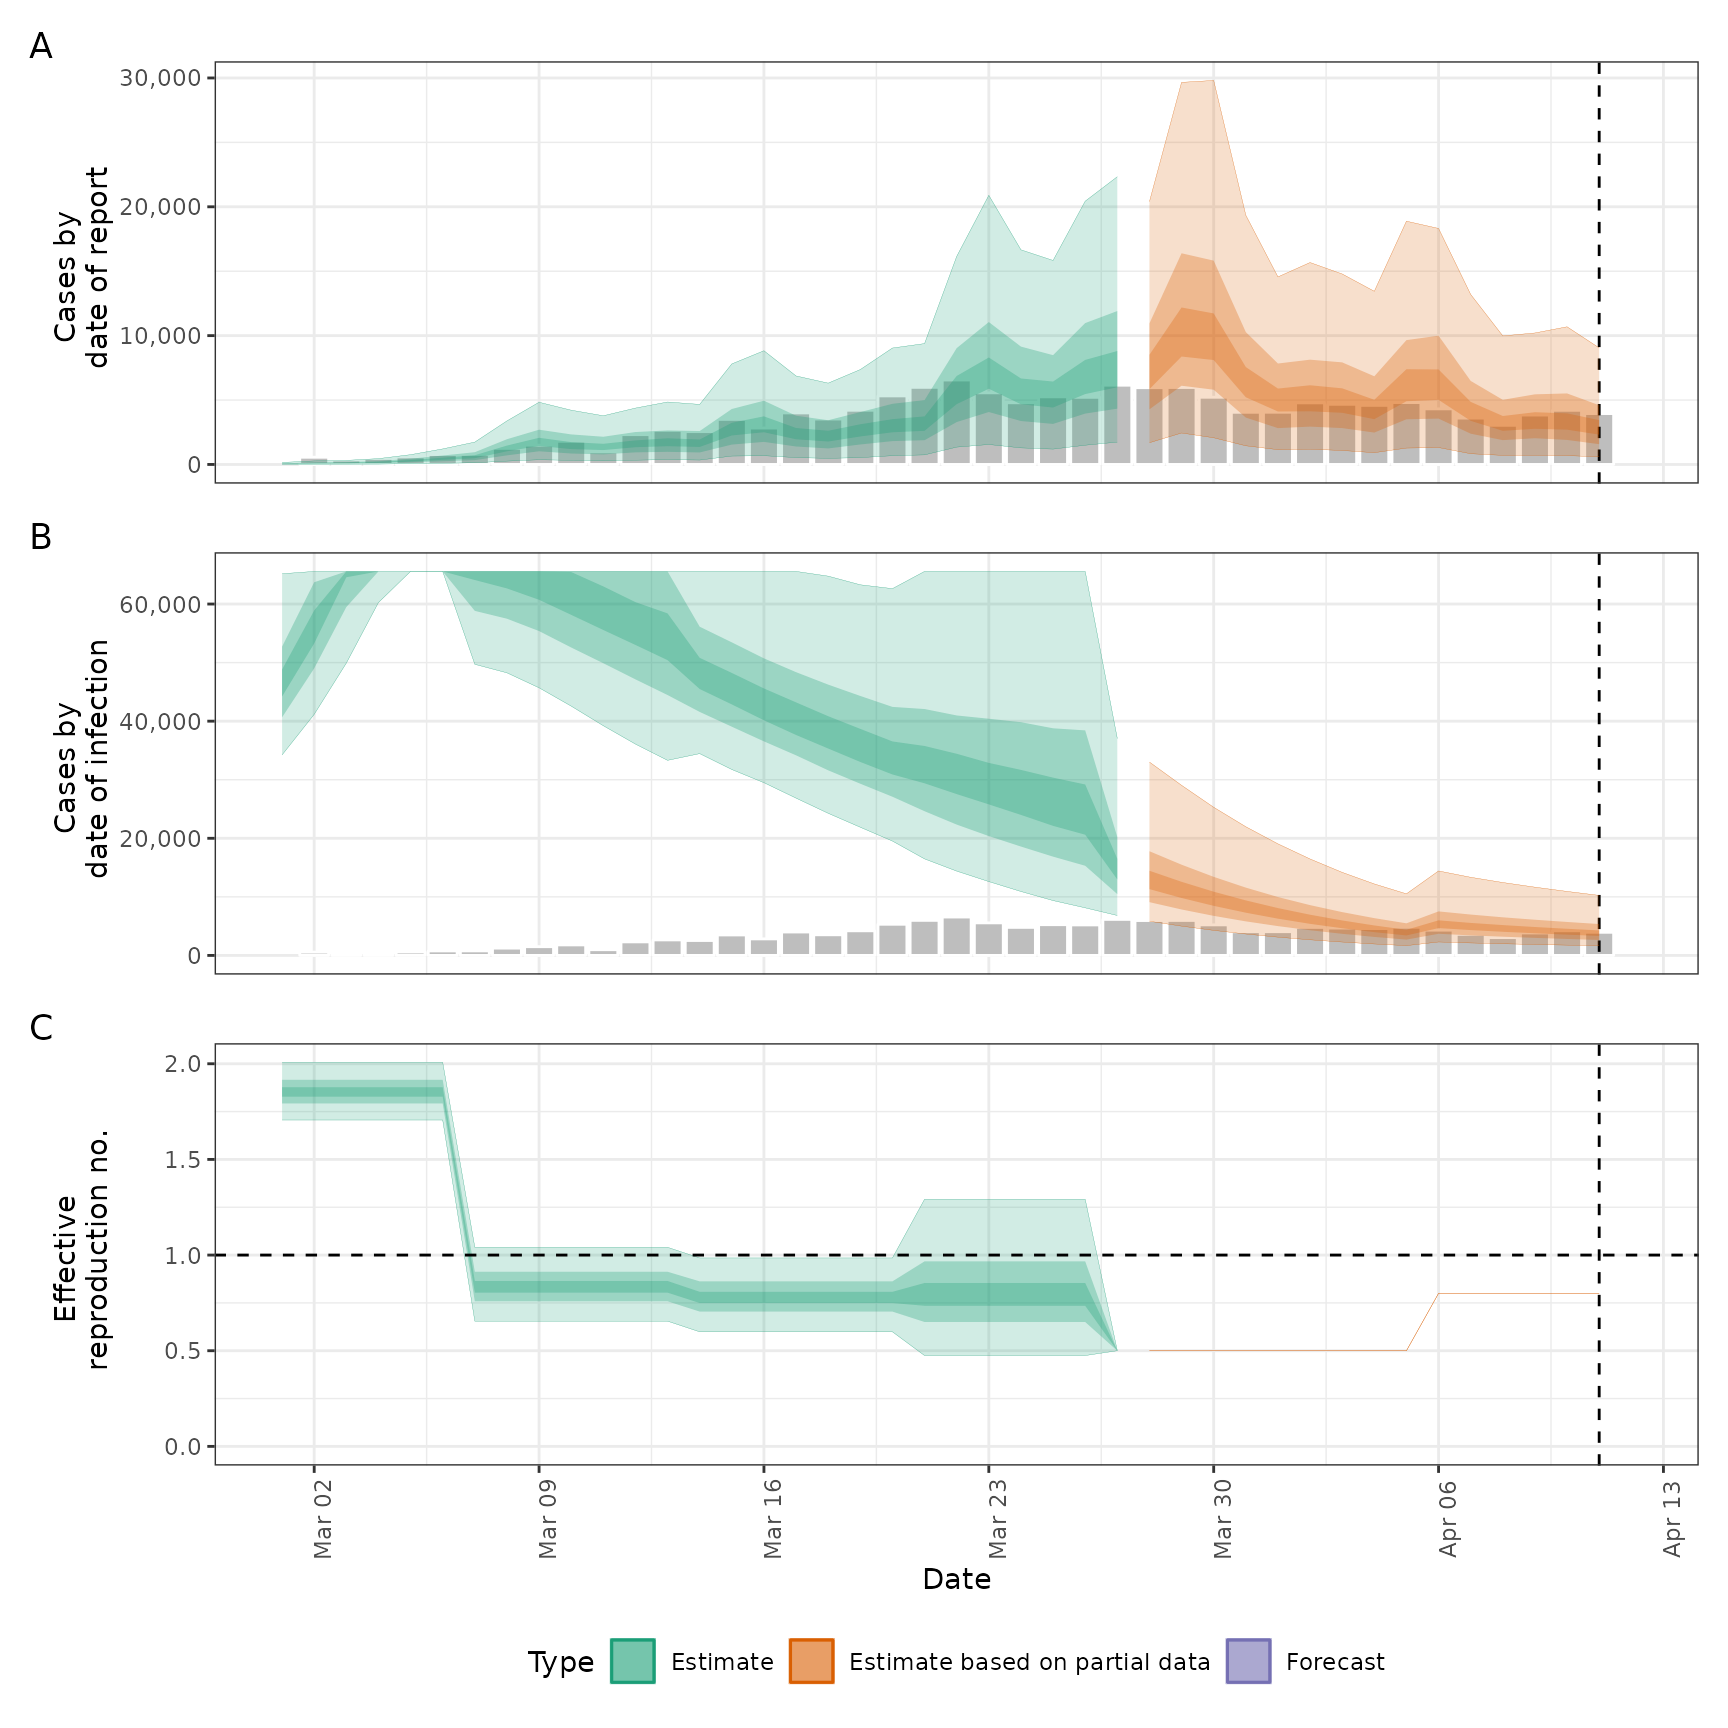 A
30,000
20,000
10,000
0
Cases by
date of report
B
60,000
40,000
20,000
0
Cases by
date of infection
C
2.0
1.5
1.0
0.5
0.0
Effective
reproduction no.
Mar 02
Mar 09
Mar 16
Mar 23
Mar 30
Apr 06
Apr 13
Date
Type Estimate Estimate based on partial data Forecast